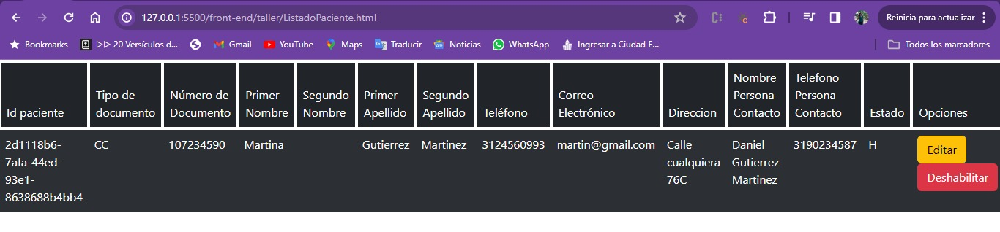 127.0.0.1:5500/front-end/taller/ListadoPaciente.html
Reinicia para actualizar
Bookmarks
▷▷ 20 Versículos d...
Gmail
YouTube
Maps
Traducir
Noticias
WhatsApp
Ingresar a Ciudad E...
Todos los marcadores
Id paciente
Tipo de
documento
Número de
Documento
Primer
Nombre
Segundo
Nombre
Primer
Apellido
Segundo
Apellido
Teléfono
Correo
Electrónico
Direccion
Nombre
Persona
Contacto
Telefono
Persona
Contacto
Estado
Opciones
2d1118b6-
7afa-44ed-
93e1-
8638688b4bb4
CC
107234590
Martina
Gutierrez
Martinez
3124560993
martin@gmail.com
Calle
cualquiera
76C
Daniel
Gutierrez
Martinez
3190234587
H
Editar
Deshabilitar